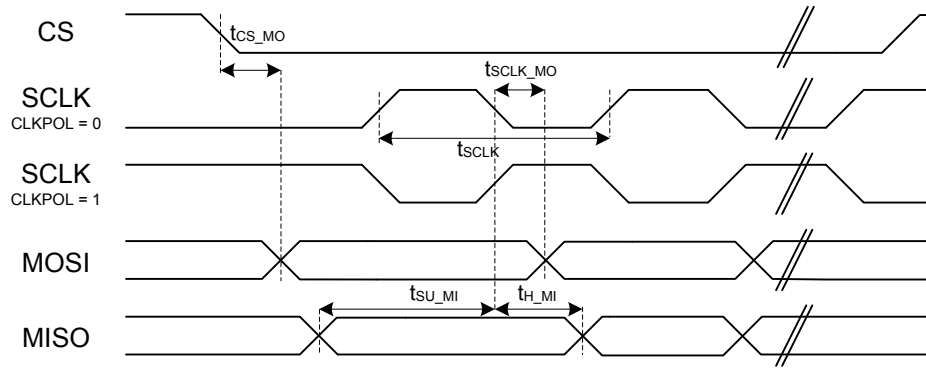 CS
tCS_MO
SCLK
CLKPOL = 0
tSCLK_MO
tSCLK
SCLK
CLKPOL = 1
MOSI
tSU_MI
tH_MI
MISO